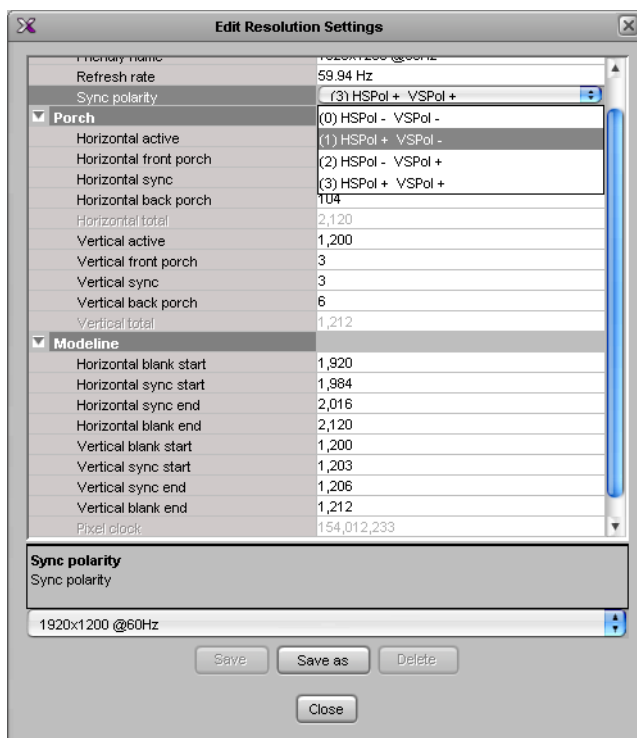 Edit Resolution Settings
Friendly name 1920x1200 @60Hz
Refresh rate 59.94 Hz
Sync polarity (3) HSPol + VSPol +
Porch (0) HSPol - VSPol -
Horizontal active (1) HSPol + VSPol -
Horizontal front porch (2) HSPol - VSPol +
Horizontal sync (3) HSPol + VSPol +
Horizontal back porch 104
Horizontal total 2,120
Vertical active 1,200
Vertical front porch 3
Vertical sync 3
Vertical back porch 6
Vertical total 1,212
Modeline
Horizontal blank start 1,920
Horizontal sync start 1,984
Horizontal sync end 2,016
Horizontal blank end 2,120
Vertical blank start 1,200
Vertical sync start 1,203
Vertical sync end 1,206
Vertical blank end 1,212
Pixel clock 154,012,233
Sync polarity
Sync polarity
1920x1200 @60Hz
Save Save as Delete
Close